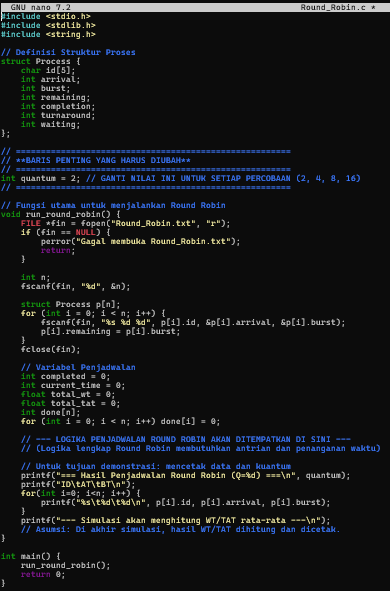 GNU nano 7.2 Round_Robin.c *
#include <stdio.h>
#include <stdlib.h>
#include <string.h>

// Definisi Struktur Proses
struct Process {
    char id[5];
    int arrival;
    int burst;
    int remaining;
    int completion;
    int turnaround;
    int waiting;
};

// =======================================================
// **BARIS PENTING YANG HARUS DIUBAH**
// =======================================================
int quantum = 2; // GANTI NILAI INI UNTUK SETIAP PERCOBAAN (2, 4, 8, 16)
// =======================================================

// Fungsi utama untuk menjalankan Round Robin
void run_round_robin() {
    FILE *fin = fopen("Round_Robin.txt", "r");
    if (fin == NULL) {
        perror("Gagal membuka Round_Robin.txt");
        return;
    }

    int n;
    fscanf(fin, "%d", &n);

    struct Process p[n];
    for (int i = 0; i < n; i++) {
        fscanf(fin, "%s %d %d", p[i].id, &p[i].arrival, &p[i].burst);
        p[i].remaining = p[i].burst;
    }
    fclose(fin);

    // Variabel Penjadwalan
    int completed = 0;
    int current_time = 0;
    float total_wt = 0;
    float total_tat = 0;
    int done[n];
    for (int i = 0; i < n; i++) done[i] = 0;

    // --- LOGIKA PENJADWALAN ROUND ROBIN AKAN DITEMPATKAN DI SINI ---
    // (Logika lengkap Round Robin membutuhkan antrian dan penanganan waktu)

    // Untuk tujuan demonstrasi: mencetak data dan kuantum
    printf("=== Hasil Penjadwalan Round Robin (Q=%d) ===\n", quantum);
    printf("ID\tAT\tBT\n");
    for(int i=0; i<n; i++) {
        printf("%s\t%d\t%d\n", p[i].id, p[i].arrival, p[i].burst);
    }
    printf("--- Simulasi akan menghitung WT/TAT rata-rata ---\n");
    // Asumsi: Di akhir simulasi, hasil WT/TAT dihitung dan dicetak.
}

int main() {
    run_round_robin();
    return 0;
}